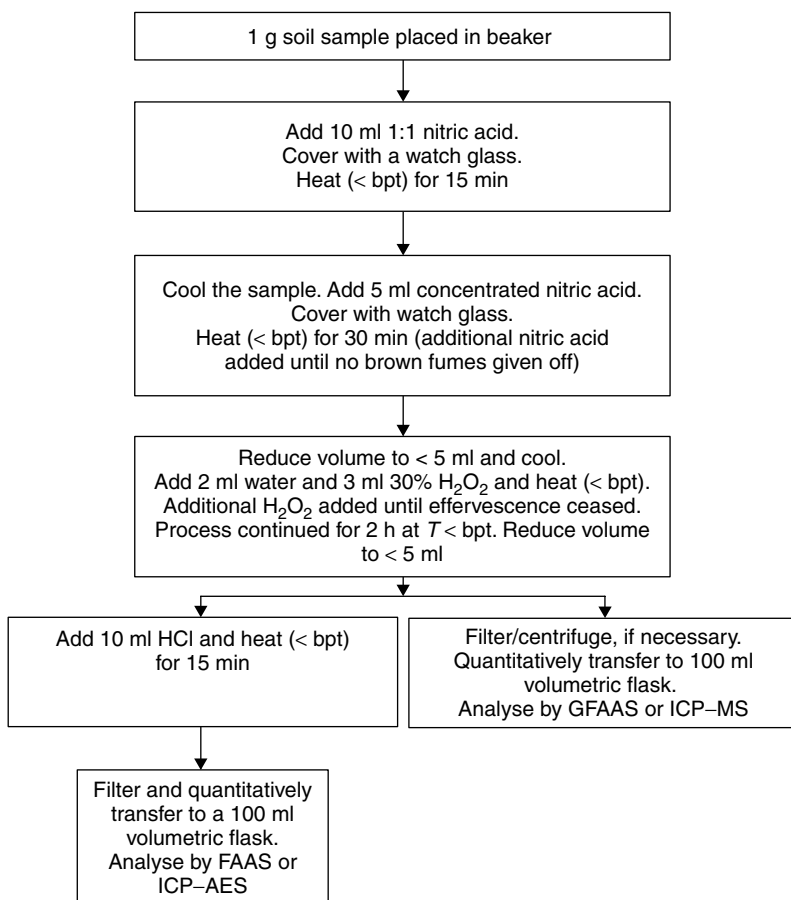 1 g soil sample placed in beaker
Add 10 ml 1:1 nitric acid.
Cover with a watch glass.
Heat (< bpt) for 15 min
Cool the sample. Add 5 ml concentrated nitric acid.
Cover with watch glass.
Heat (< bpt) for 30 min (additional nitric acid
added until no brown fumes given off)
Reduce volume to < 5 ml and cool.
Add 2 ml water and 3 ml 30% H₂O₂ and heat (< bpt).
Additional H₂O₂ added until effervescence ceased.
Process continued for 2 h at T < bpt. Reduce volume
to < 5 ml
Add 10 ml HCl and heat (< bpt)
for 15 min
Filter/centrifuge, if necessary.
Quantitatively transfer to 100 ml
volumetric flask.
Analyse by GFAAS or ICP–MS
Filter and quantitatively
transfer to a 100 ml
volumetric flask.
Analyse by FAAS or
ICP–AES